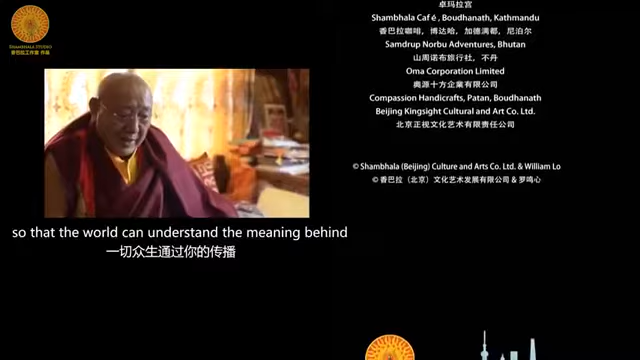 SHAMBHALA STUDIO
香巴拉工作室 作品
so that the world can understand the meaning behind
一切众生通过你的传播
卓玛拉宫
Shambhala Café, Boudhanath, Kathmandu
香巴拉咖啡，博达哈，加德满都，尼泊尔
Samdrup Norbu Adventures, Bhutan
山周诺布旅行社，不丹
Oma Corporation Limited
奥源十方企業有限公司
Compassion Handicrafts, Patan, Boudhanath
Beijing Kingsight Cultural and Art Co. Ltd.
北京正视文化艺术有限责任公司
© Shambhala (Beijing) Culture and Arts Co. Ltd. & William Lo
© 香巴拉（北京）文化艺术发展有限公司 & 罗鸣心